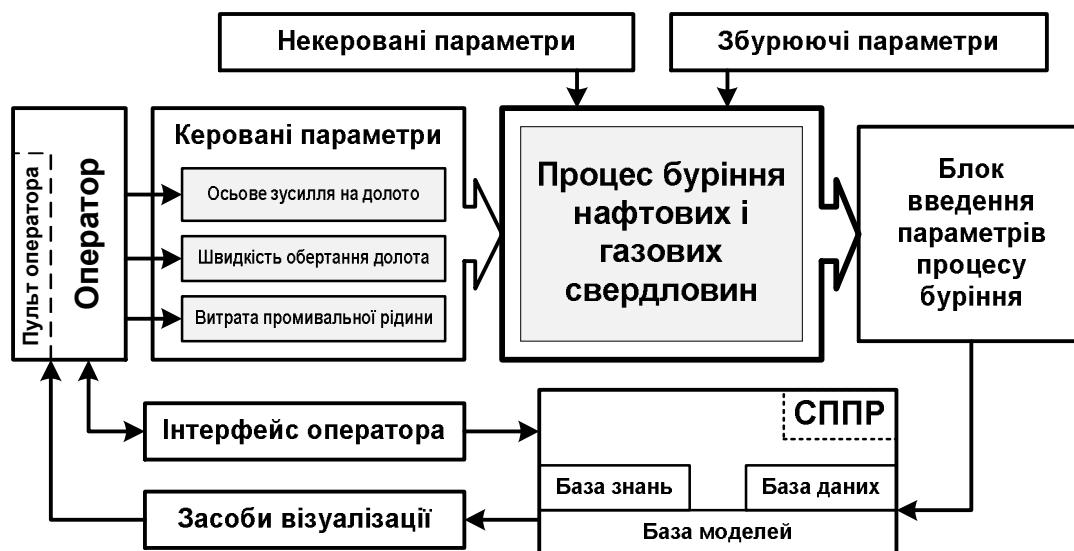 Некеровані параметри
Збурюючі параметри
Пульт оператора
Оператор
Керовані параметри
Осьове зусилля на долото
Швидкість обертання долота
Витрата промивальної рідини
Процес буріння
нафтових і
газових
свердловин
Блок
введення
параметрів
процесу
буріння
Інтерфейс оператора
СППР
База знань
База даних
База моделей
Засоби візуалізації